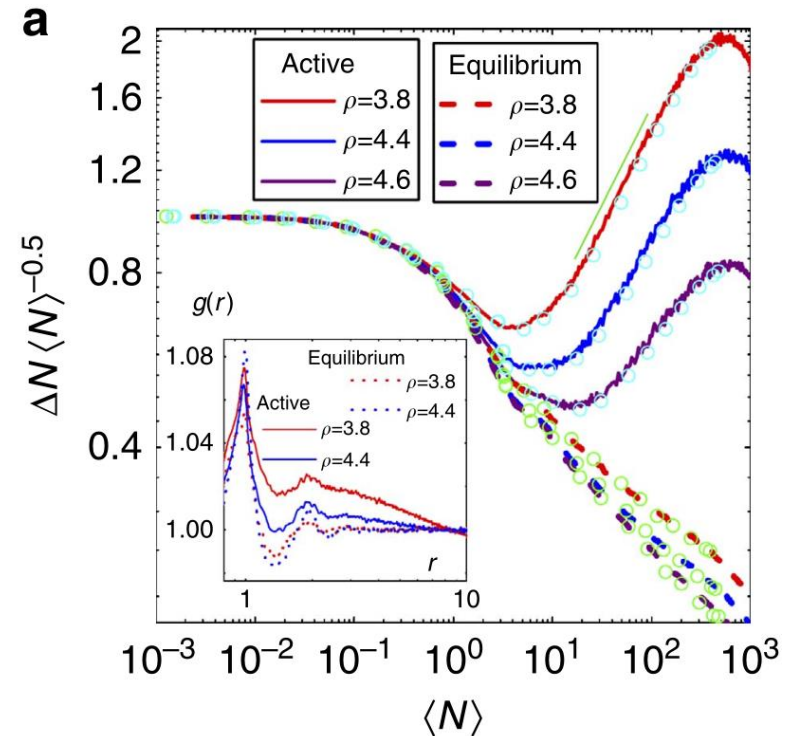 a
2
1.6
1.2
0.8
0.4
ΔN ⟨N⟩^−0.5
Active
ρ=3.8
ρ=4.4
ρ=4.6
Equilibrium
ρ=3.8
ρ=4.4
ρ=4.6
g(r)
1.08
1.04
1.00
Equilibrium
ρ=3.8
ρ=4.4
Active
ρ=3.8
ρ=4.4
r
1
10
10^−3 10^−2 10^−1 10^0 10^1 10^2 10^3
⟨N⟩